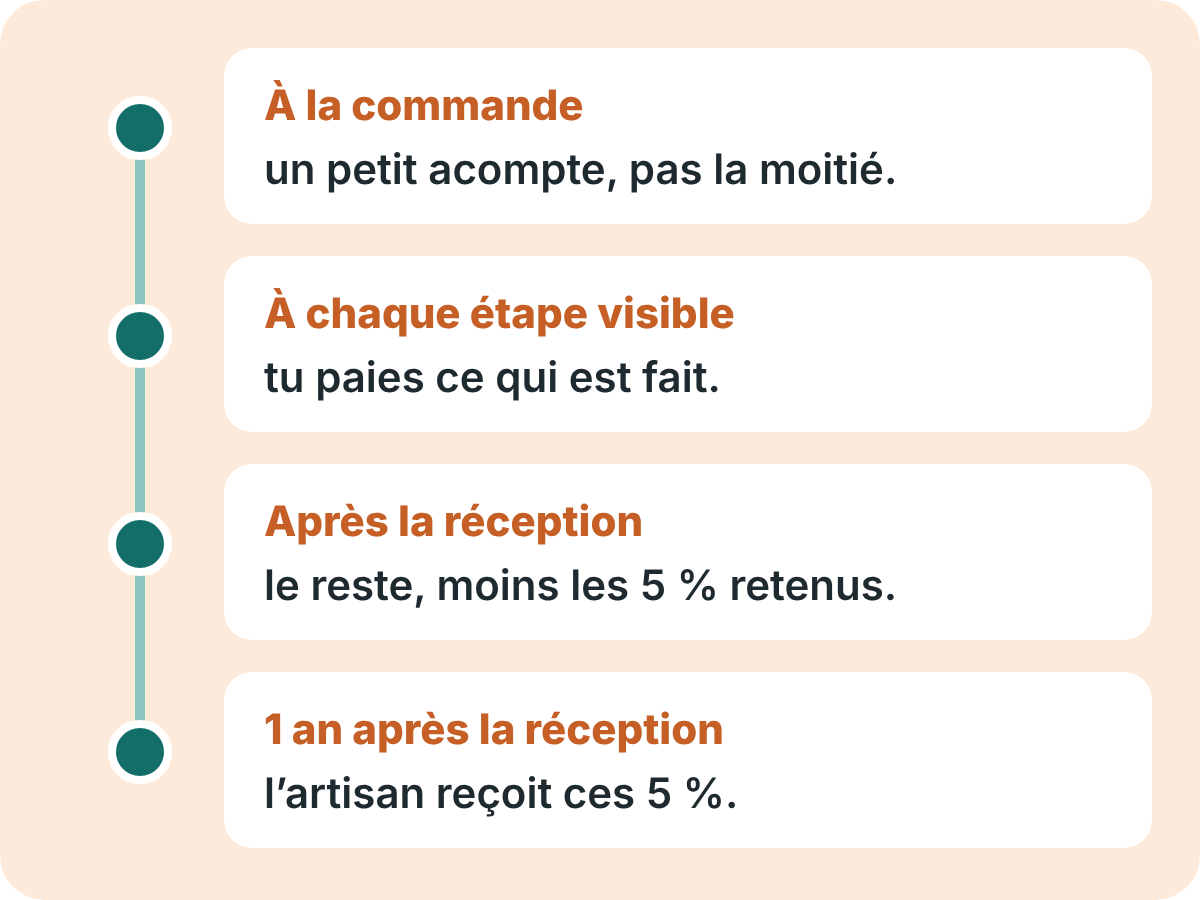 À la commande
un petit acompte, pas la moitié.
À chaque étape visible
tu paies ce qui est fait.
Après la réception
le reste, moins les 5 % retenus.
1 an après la réception
l’artisan reçoit ces 5 %.